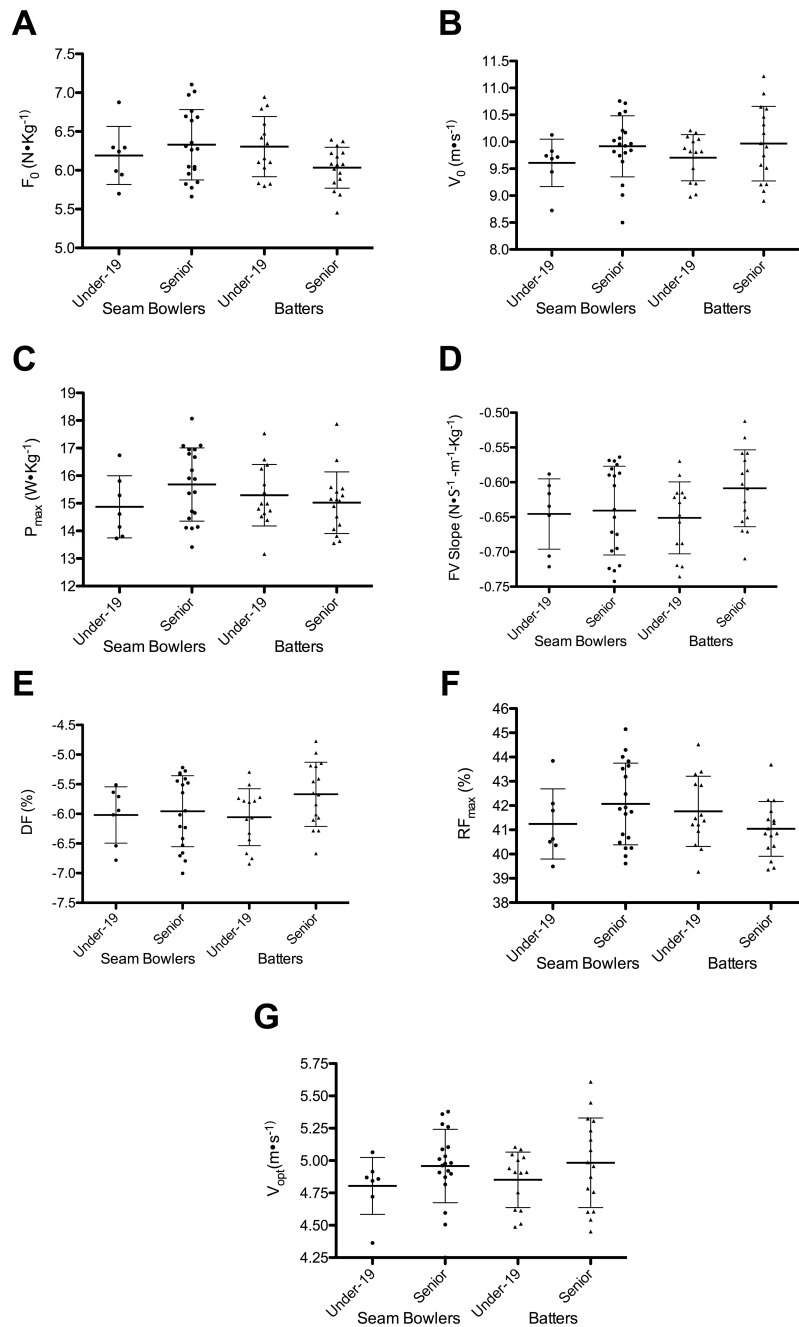 A
F0 (N•Kg-1)
7.5
7.0
6.5
6.0
5.5
5.0
Under-19
Senior
Under-19
Senior
Seam Bowlers
Batters
B
V0 (m•s-1)
11.5
11.0
10.5
10.0
9.5
9.0
8.5
8.0
Under-19
Senior
Under-19
Senior
Seam Bowlers
Batters
C
Pmax (W•Kg-1)
19
18
17
16
15
14
13
12
Under-19
Senior
Under-19
Senior
Seam Bowlers
Batters
D
FV Slope (N•S-1 -m-1-Kg-1)
-0.50
-0.55
-0.60
-0.65
-0.70
-0.75
Under-19
Senior
Under-19
Senior
Seam Bowlers
Batters
E
DF (%)
-4.5
-5.0
-5.5
-6.0
-6.5
-7.0
-7.5
Under-19
Senior
Under-19
Senior
Seam Bowlers
Batters
F
RFmax (%)
46
45
44
43
42
41
40
39
38
Under-19
Senior
Under-19
Senior
Seam Bowlers
Batters
G
Vopt(m•s-1)
5.75
5.50
5.25
5.00
4.75
4.50
4.25
Under-19
Senior
Under-19
Senior
Seam Bowlers
Batters